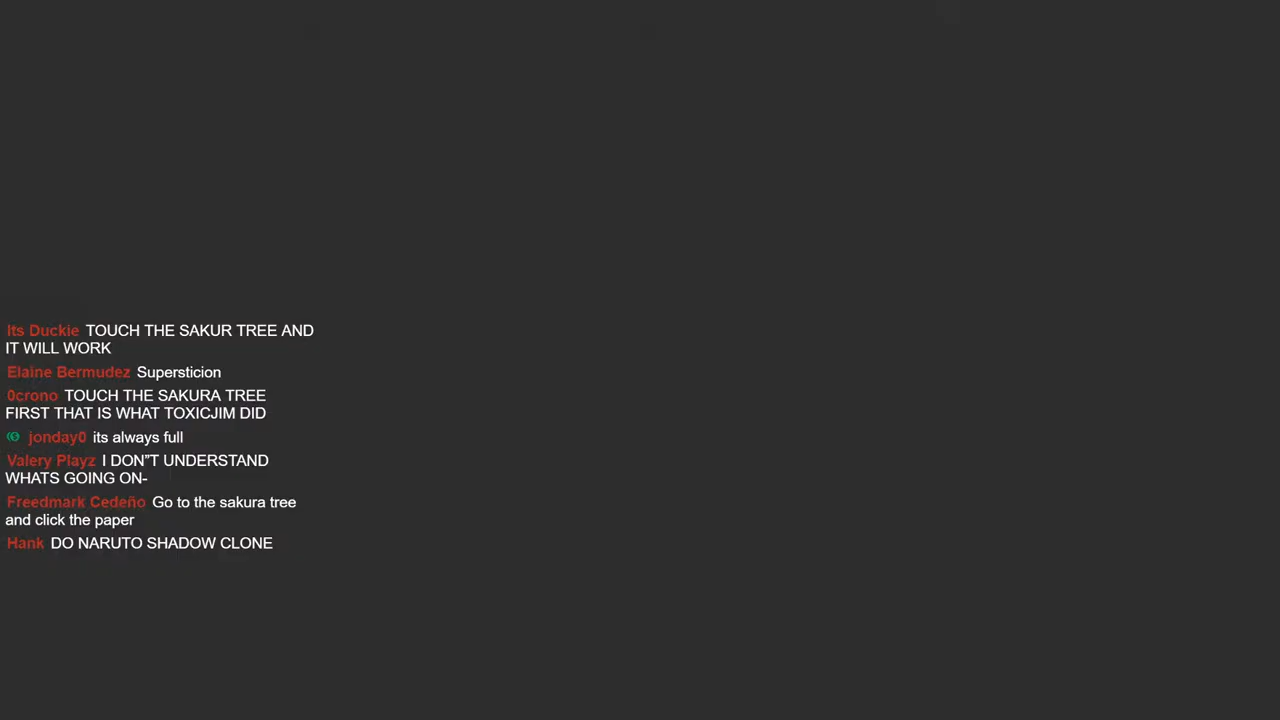 Its Duckie TOUCH THE SAKUR TREE AND
IT WILL WORK
Elaine Bermudez Supersticion
0crono TOUCH THE SAKURA TREE
FIRST THAT IS WHAT TOXICJIM DID
jonday0 its always full
Valery Playz I DON”T UNDERSTAND
WHATS GOING ON-
Freedmark Cedeño Go to the sakura tree
and click the paper
Hank DO NARUTO SHADOW CLONE